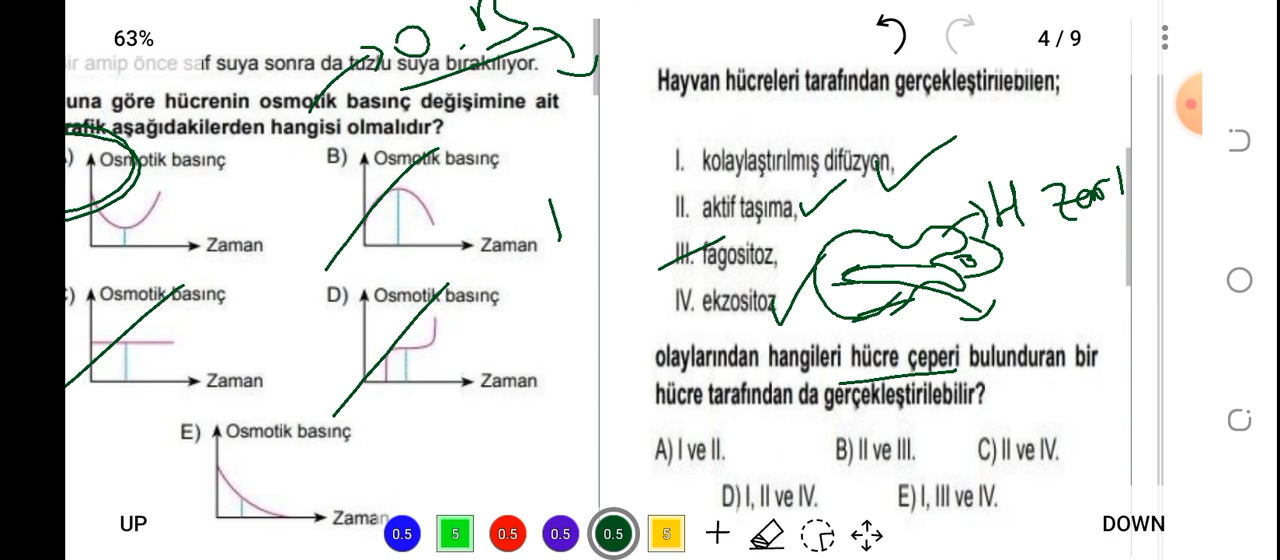 63%
4 / 9
ir amip önce saf suya sonra da tuzlu suya bırakılıyor.
una göre hücrenin osmotik basınç değişimine ait
rafik aşağıdakilerden hangisi olmalıdır?
) Osmotik basınç
Zaman
B) Osmotik basınç
Zaman
) Osmotik basınç
Zaman
D) Osmotik basınç
Zaman
E) Osmotik basınç
Zaman
Hayvan hücreleri tarafından gerçekleştirilebilen;
I. kolaylaştırılmış difüzyon,
II. aktif taşıma,
III. fagositoz,
IV. ekzositoz
olaylarından hangileri hücre çeperi bulunduran bir
hücre tarafından da gerçekleştirilebilir?
A) I ve II. B) II ve III. C) II ve IV.
D) I, II ve IV. E) I, III ve IV.
H zarı
UP
0.5 5 0.5 0.5 0.5 5
DOWN